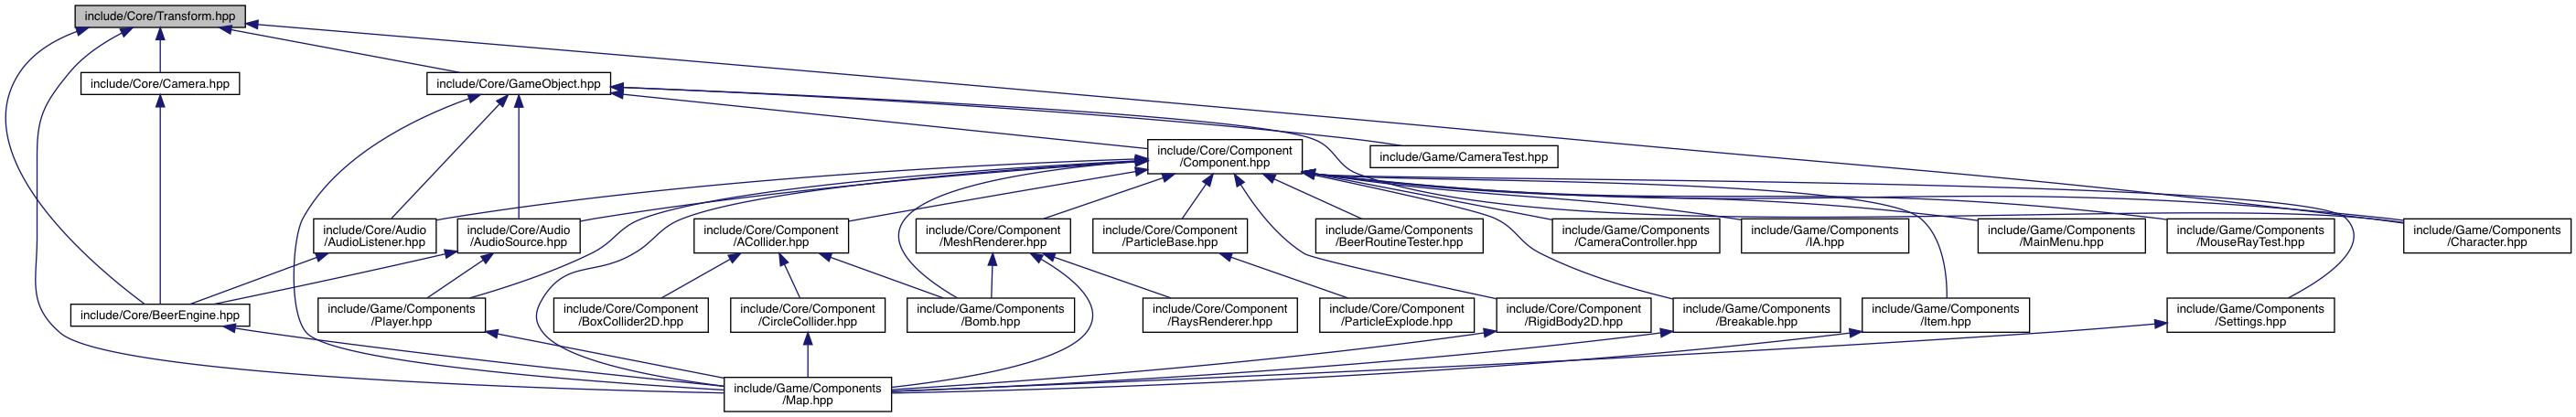 include/Core/Transform.hpp
include/Core/Camera.hpp
include/Core/GameObject.hpp
include/Core/Component
/Component.hpp
include/Game/CameraTest.hpp
include/Core/Audio
/AudioListener.hpp
include/Core/Audio
/AudioSource.hpp
include/Core/Component
/ACollider.hpp
include/Core/Component
/MeshRenderer.hpp
include/Core/Component
/ParticleBase.hpp
include/Game/Components
/BeerRoutineTester.hpp
include/Game/Components
/CameraController.hpp
include/Game/Components
/IA.hpp
include/Game/Components
/MainMenu.hpp
include/Game/Components
/MouseRayTest.hpp
include/Game/Components
/Character.hpp
include/Core/BeerEngine.hpp
include/Game/Components
/Player.hpp
include/Core/Component
/BoxCollider2D.hpp
include/Core/Component
/CircleCollider.hpp
include/Game/Components
/Bomb.hpp
include/Core/Component
/RaysRenderer.hpp
include/Core/Component
/ParticleExplode.hpp
include/Core/Component
/RigidBody2D.hpp
include/Game/Components
/Breakable.hpp
include/Game/Components
/Item.hpp
include/Game/Components
/Settings.hpp
include/Game/Components
/Map.hpp